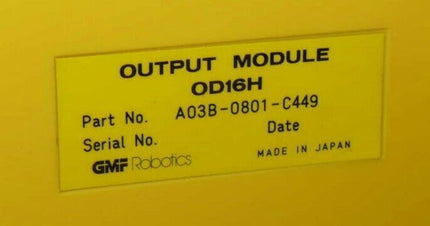 OUTPUT MODULE
OD16H
Part No. A03B-0801-C449
Serial No. Date
GMF Robotics MADE IN JAPAN